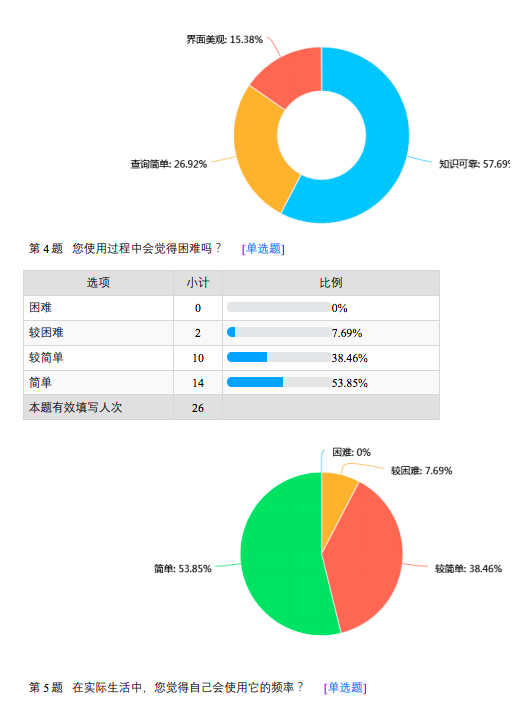 界面美观: 15.38%
查询简单: 26.92%
知识可靠: 57.69%
第 4 题 您使用过程中会觉得困难吗？ [单选题]
选项 小计 比例
困难 0 0%
较困难 2 7.69%
较简单 10 38.46%
简单 14 53.85%
本题有效填写人次 26
困难: 0%
较困难: 7.69%
简单: 53.85%
较简单: 38.46%
第 5 题 在实际生活中，您觉得自己会使用它的频率？ [单选题]